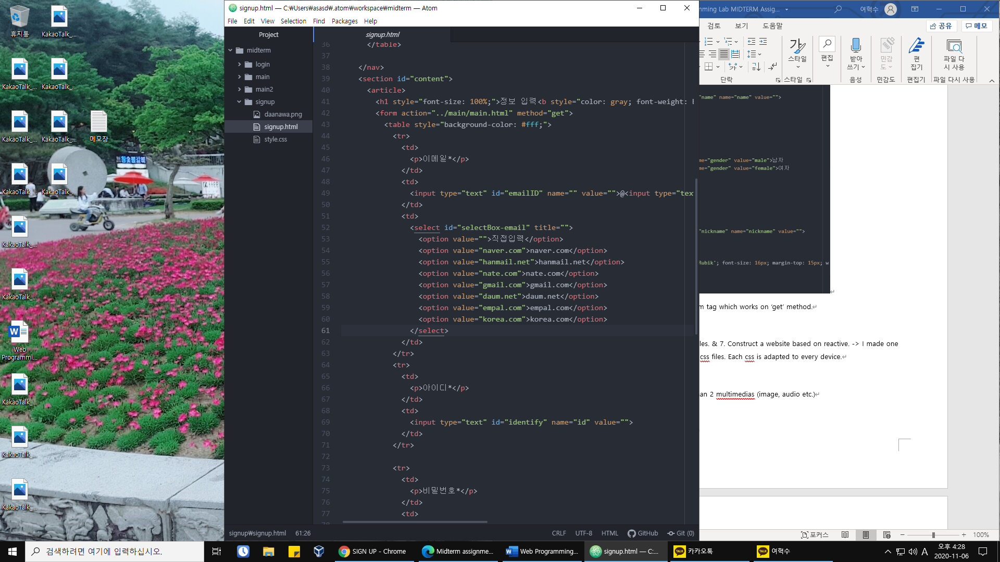 휴지통
KakaoTalk_...
KakaoTalk_...
KakaoTalk_...
KakaoTalk_...
KakaoTalk_...
메모장
KakaoTalk_...
KakaoTalk_...
KakaoTalk_...
KakaoTalk_...
Web
Programmi...
KakaoTalk_...
KakaoTalk_...
KakaoTalk_...
signup.html — C:₩Users₩asasd₩.atom₩workspace₩midterm — Atom
File Edit View Selection Find Packages Help
Project
midterm
login
main
main2
signup
daanawa.png
signup.html
style.css
signup.html
36 </table>
37
38 </nav>
39 <section id="content">
40 <article>
41 <h1 style="font-size: 100%;">정보 입력<b style="color: gray; font-weight: b
42 <form action="../main/main.html" method="get">
43 <table style="background-color: #fff;">
44 <tr>
45 <td>
46 <p>이메일*</p>
47 </td>
48 <td>
49 <input type="text" id="emailID" name="" value="">@<input type="tex
50 </td>
51 <td>
52 <select id="selectBox-email" title="">
53 <option value="">직접입력</option>
54 <option value="naver.com">naver.com</option>
55 <option value="hanmail.net">hanmail.net</option>
56 <option value="nate.com">nate.com</option>
57 <option value="gmail.com">gmail.com</option>
58 <option value="daum.net">daum.net</option>
59 <option value="empal.com">empal.com</option>
60 <option value="korea.com">korea.com</option>
61 </select>
62 </td>
63 </tr>
64 <tr>
65 <td>
66 <p>아이디*</p>
67 </td>
68 <td>
69 <input type="text" id="identify" name="id" value="">
70 </td>
71 </tr>
72
73 <tr>
74 <td>
75 <p>비밀번호*</p>
76 </td>
77 <td>
signup₩signup.html 61:26 CRLF UTF-8 HTML GitHub Git (0)
mming Lab MIDTERM Assig... 여혁수
검토 보기 도움말 공유 메모
가 스타일 편집 받아쓰기 민감도 편집기 파일 다시 사용
단락 스타일 음성 민감도 편집기 파일 다시 사용
"name" name="name" value="">
me="gender" value="male">남자
me="gender" value="female">여자
"nickname" name="nickname" value="">
Rubik'; font-size: 16px; margin-top: 15px; w
m tag which works on ‘get’ method.
les. & 7. Construct a website based on reactive. -> I made one
css files. Each css is adapted to every device.
an 2 multimedias (image, audio etc.)
포커스 100%
검색하려면 여기에 입력하십시오.
SIGN UP - Chrome
Midterm assignme...
Web Programming...
signup.html — C:...
카카오톡
여혁수
A
오후 4:28
2020-11-06